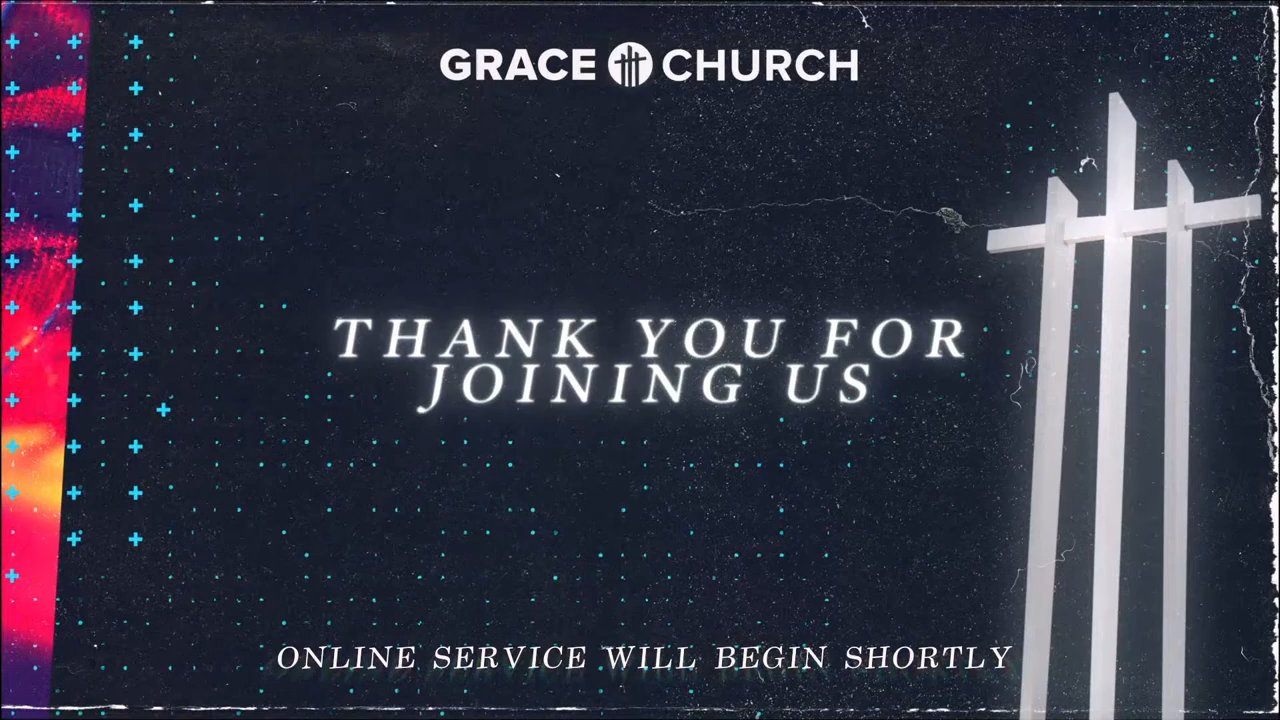 GRACE CHURCH
THANK YOU FOR
JOINING US
ONLINE SERVICE WILL BEGIN SHORTLY